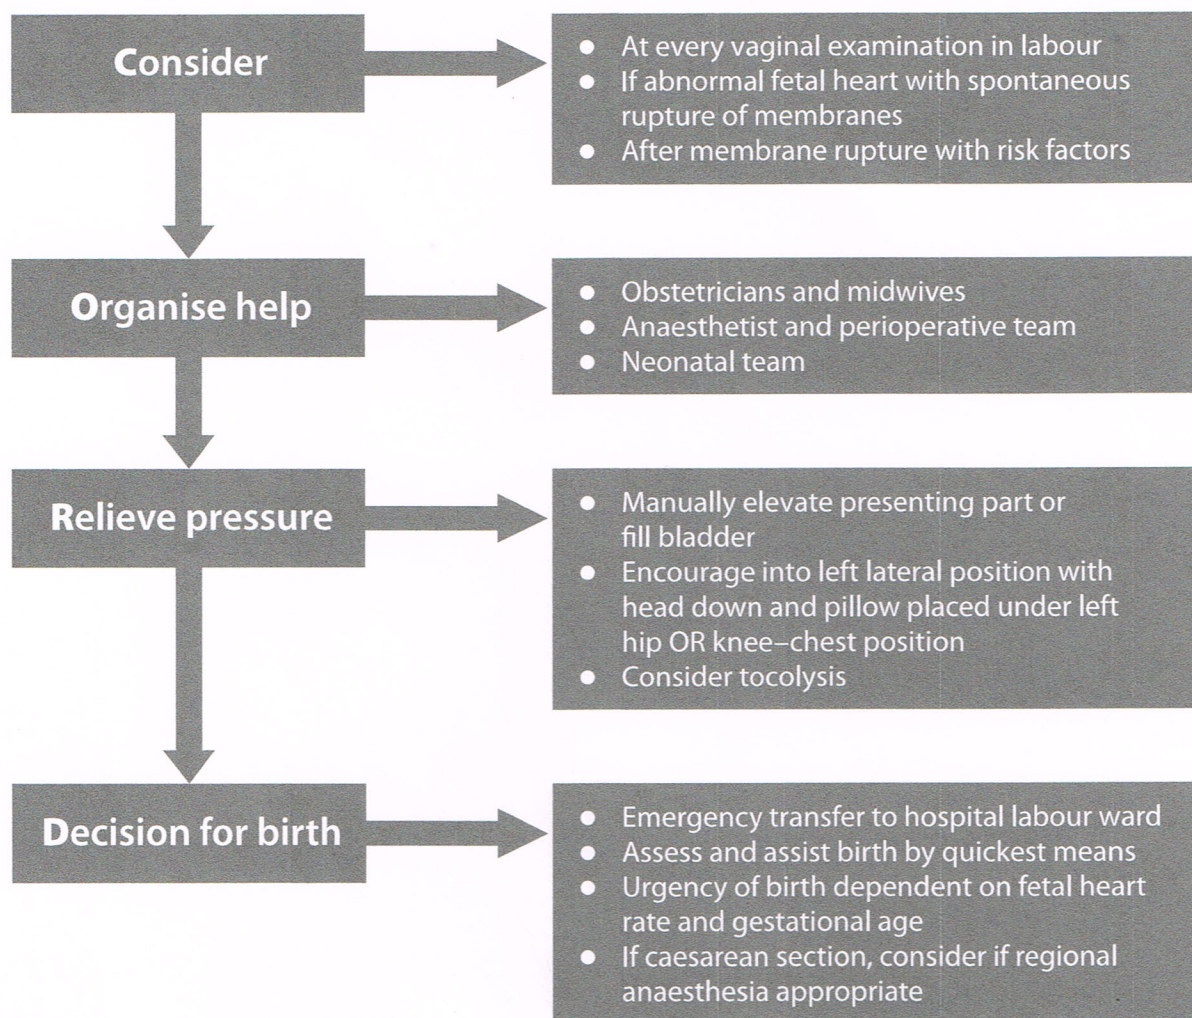 Consider
● At every vaginal examination in labour
● If abnormal fetal heart with spontaneous
rupture of membranes
● After membrane rupture with risk factors
Organise help
● Obstetricians and midwives
● Anaesthetist and perioperative team
● Neonatal team
Relieve pressure
● Manually elevate presenting part or
fill bladder
● Encourage into left lateral position with
head down and pillow placed under left
hip OR knee–chest position
● Consider tocolysis
Decision for birth
● Emergency transfer to hospital labour ward
● Assess and assist birth by quickest means
● Urgency of birth dependent on fetal heart
rate and gestational age
● If caesarean section, consider if regional
anaesthesia appropriate